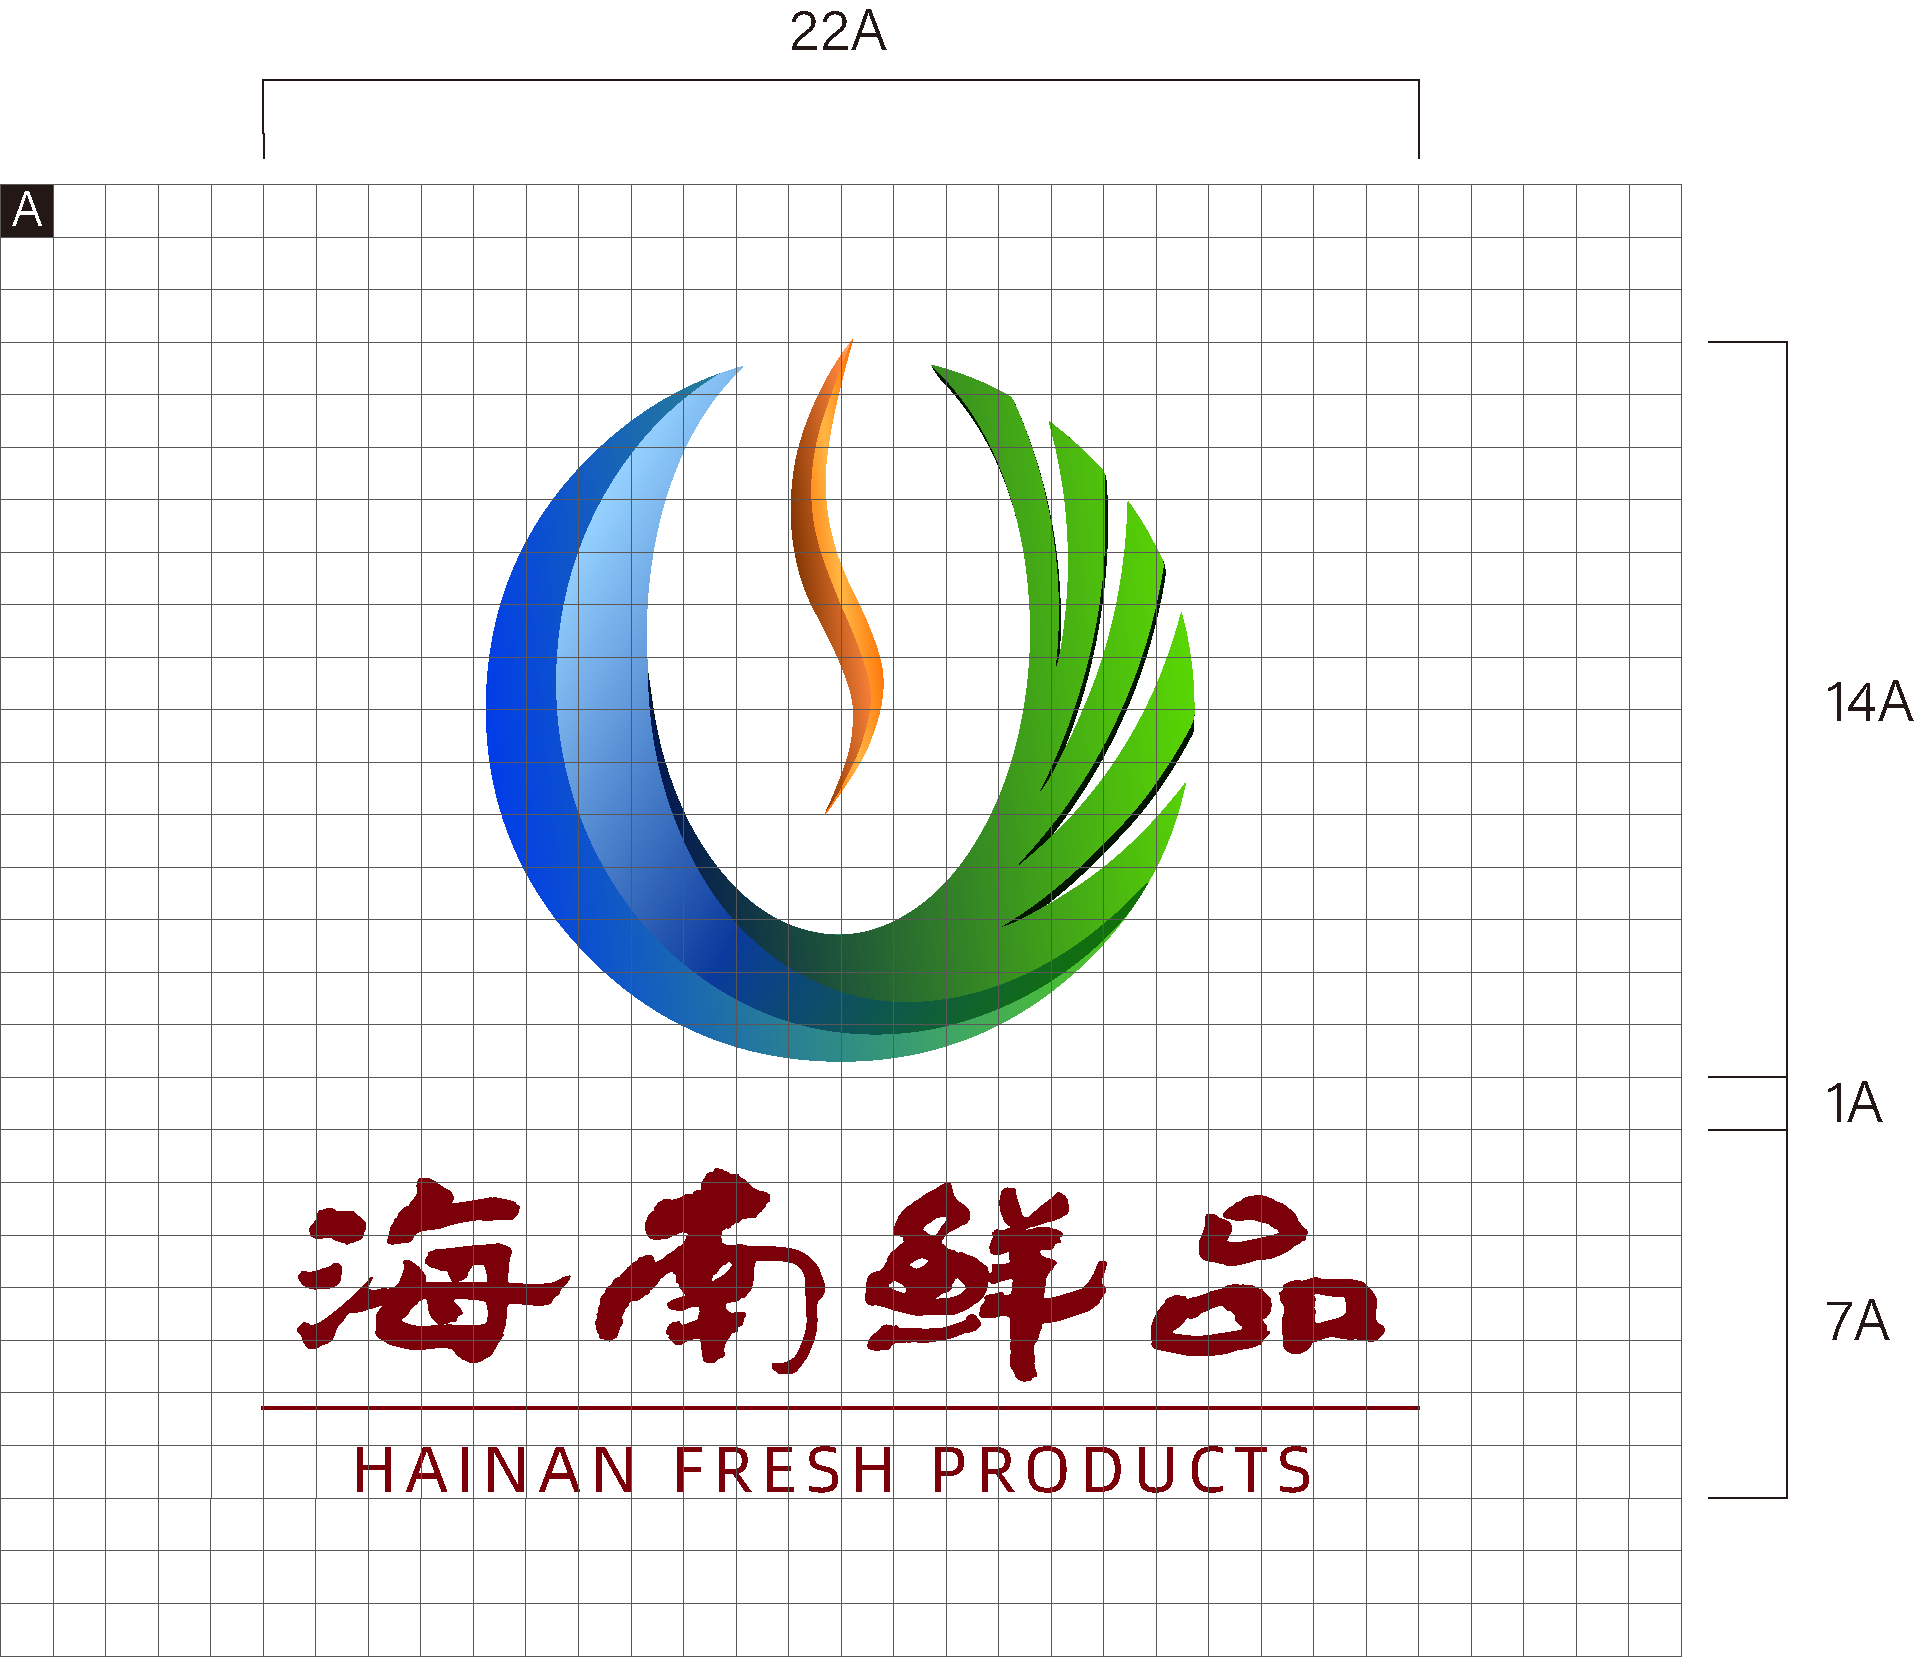 22A
A
14A
1A
海南鲜品
7A
HAINAN FRESH PRODUCTS